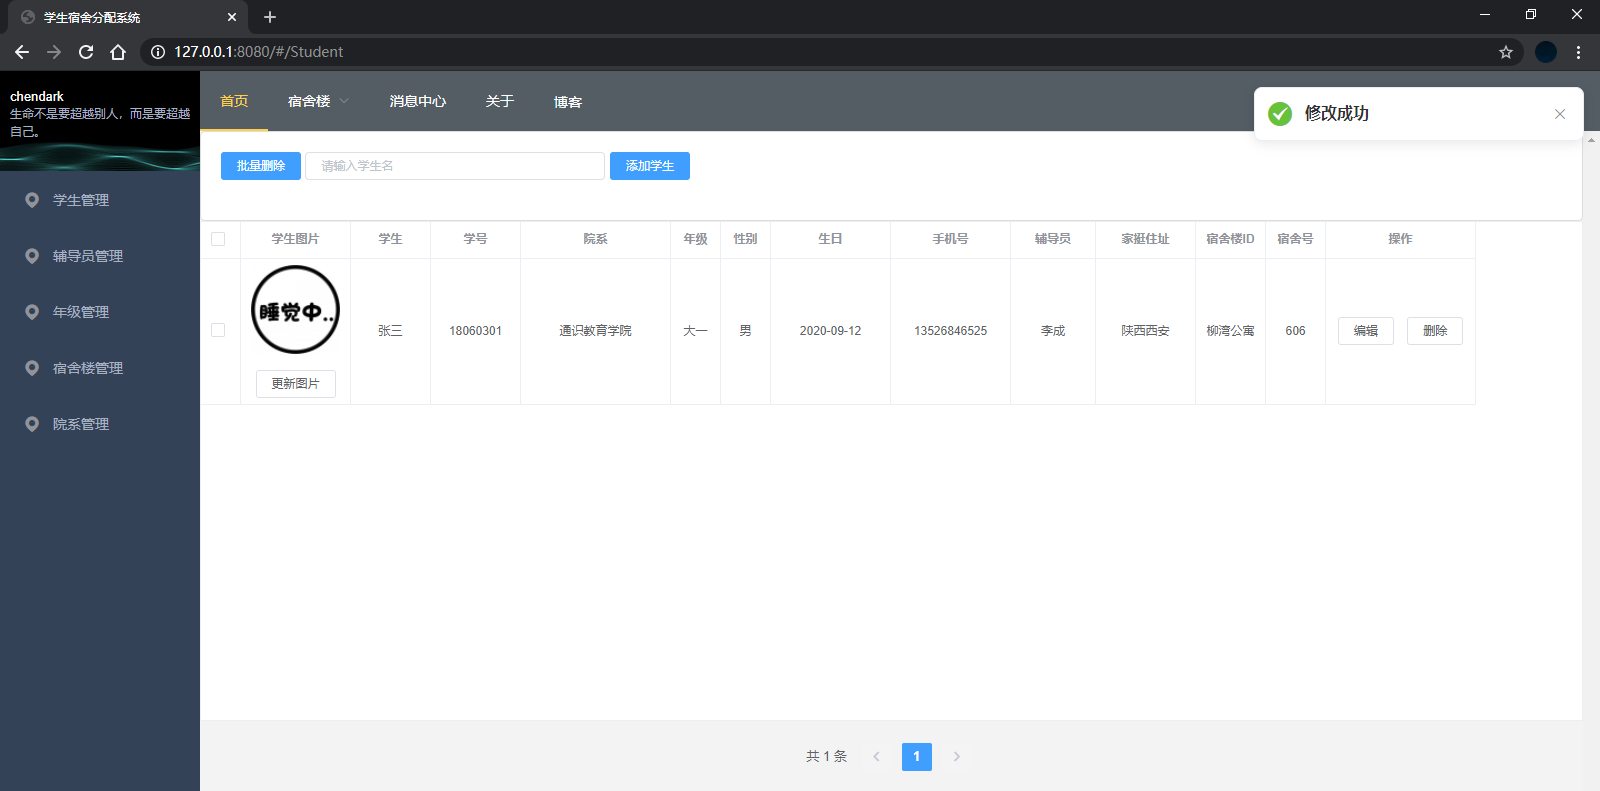 学生宿舍分配系统
127.0.0.1:8080/#/Student
chendark
生命不是要超越别人，而是要超越
自己。
首页 宿舍楼 消息中心 关于 博客
修改成功
批量删除 请输入学生名 添加学生
学生管理
辅导员管理
年级管理
宿舍楼管理
院系管理
学生图片 学生 学号 院系 年级 性别 生日 手机号 辅导员 家挺住址 宿舍楼ID 宿舍号 操作
睡觉中..
张三 18060301 通识教育学院 大一 男 2020-09-12 13526846525 李成 陕西西安 柳湾公寓 606 编辑 删除
更新图片
共 1 条 1